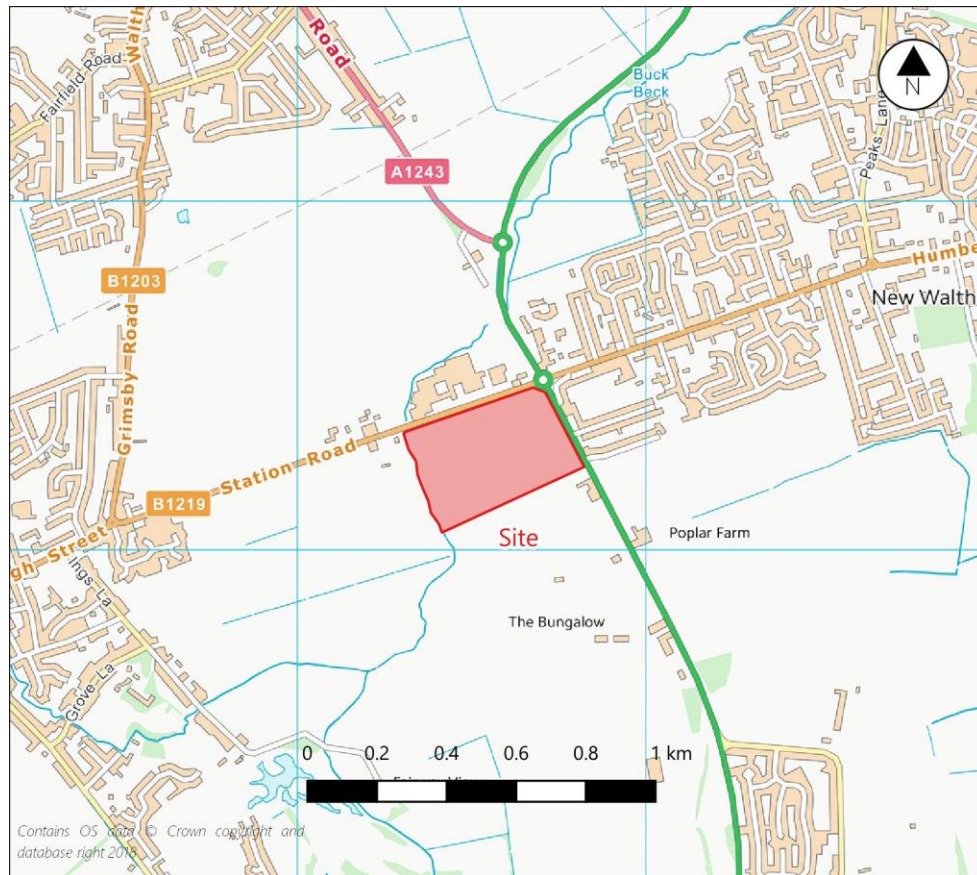 Fairfield Road
Walth
Road
Buck
Beck
N
Peaks Lane
A1243
B1203
Humbe
New Walth
Grimsby Road
Station Road
B1219
gh Street
Site
Ings La
Poplar Farm
The Bungalow
Grove La
0 0.2 0.4 0.6 0.8 1 km
Contains OS data © Crown copyright and
database right 2018